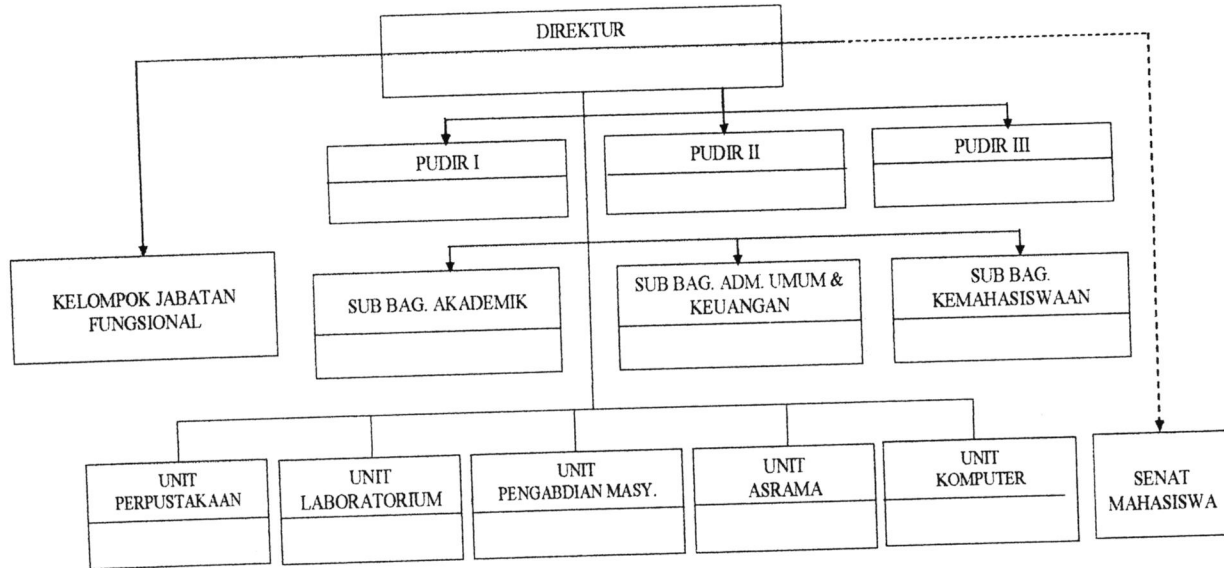 DIREKTUR
PUDIR I
PUDIR II
PUDIR III
KELOMPOK JABATAN
FUNGSIONAL
SUB BAG. AKADEMIK
SUB BAG. ADM. UMUM &
KEUANGAN
SUB BAG.
KEMAHASISWAAN
UNIT
PERPUSTAKAAN
UNIT
LABORATORIUM
UNIT
PENGABDIAN MASY.
UNIT
ASRAMA
UNIT
KOMPUTER
SENAT
MAHASISWA